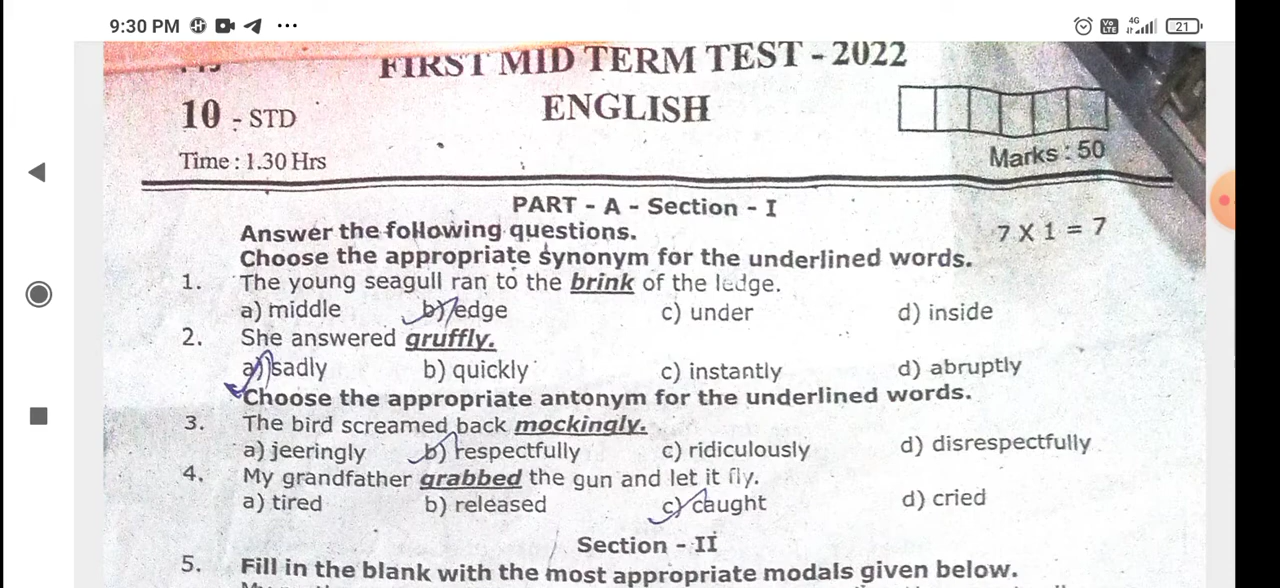 9:30 PM
4G
Vo LTE
21
FIRST MID TERM TEST - 2022
10 - STD
ENGLISH
Time : 1.30 Hrs
Marks : 50
PART - A - Section - I
Answer the following questions.
7 X 1 = 7
Choose the appropriate synonym for the underlined words.
1. The young seagull ran to the brink of the ledge.
a) middle b) edge c) under d) inside
2. She answered gruffly.
a) sadly b) quickly c) instantly d) abruptly
Choose the appropriate antonym for the underlined words.
3. The bird screamed back mockingly.
a) jeeringly b) respectfully c) ridiculously d) disrespectfully
4. My grandfather grabbed the gun and let it fly.
a) tired b) released c) caught d) cried
Section - II
5. Fill in the blank with the most appropriate modals given below.